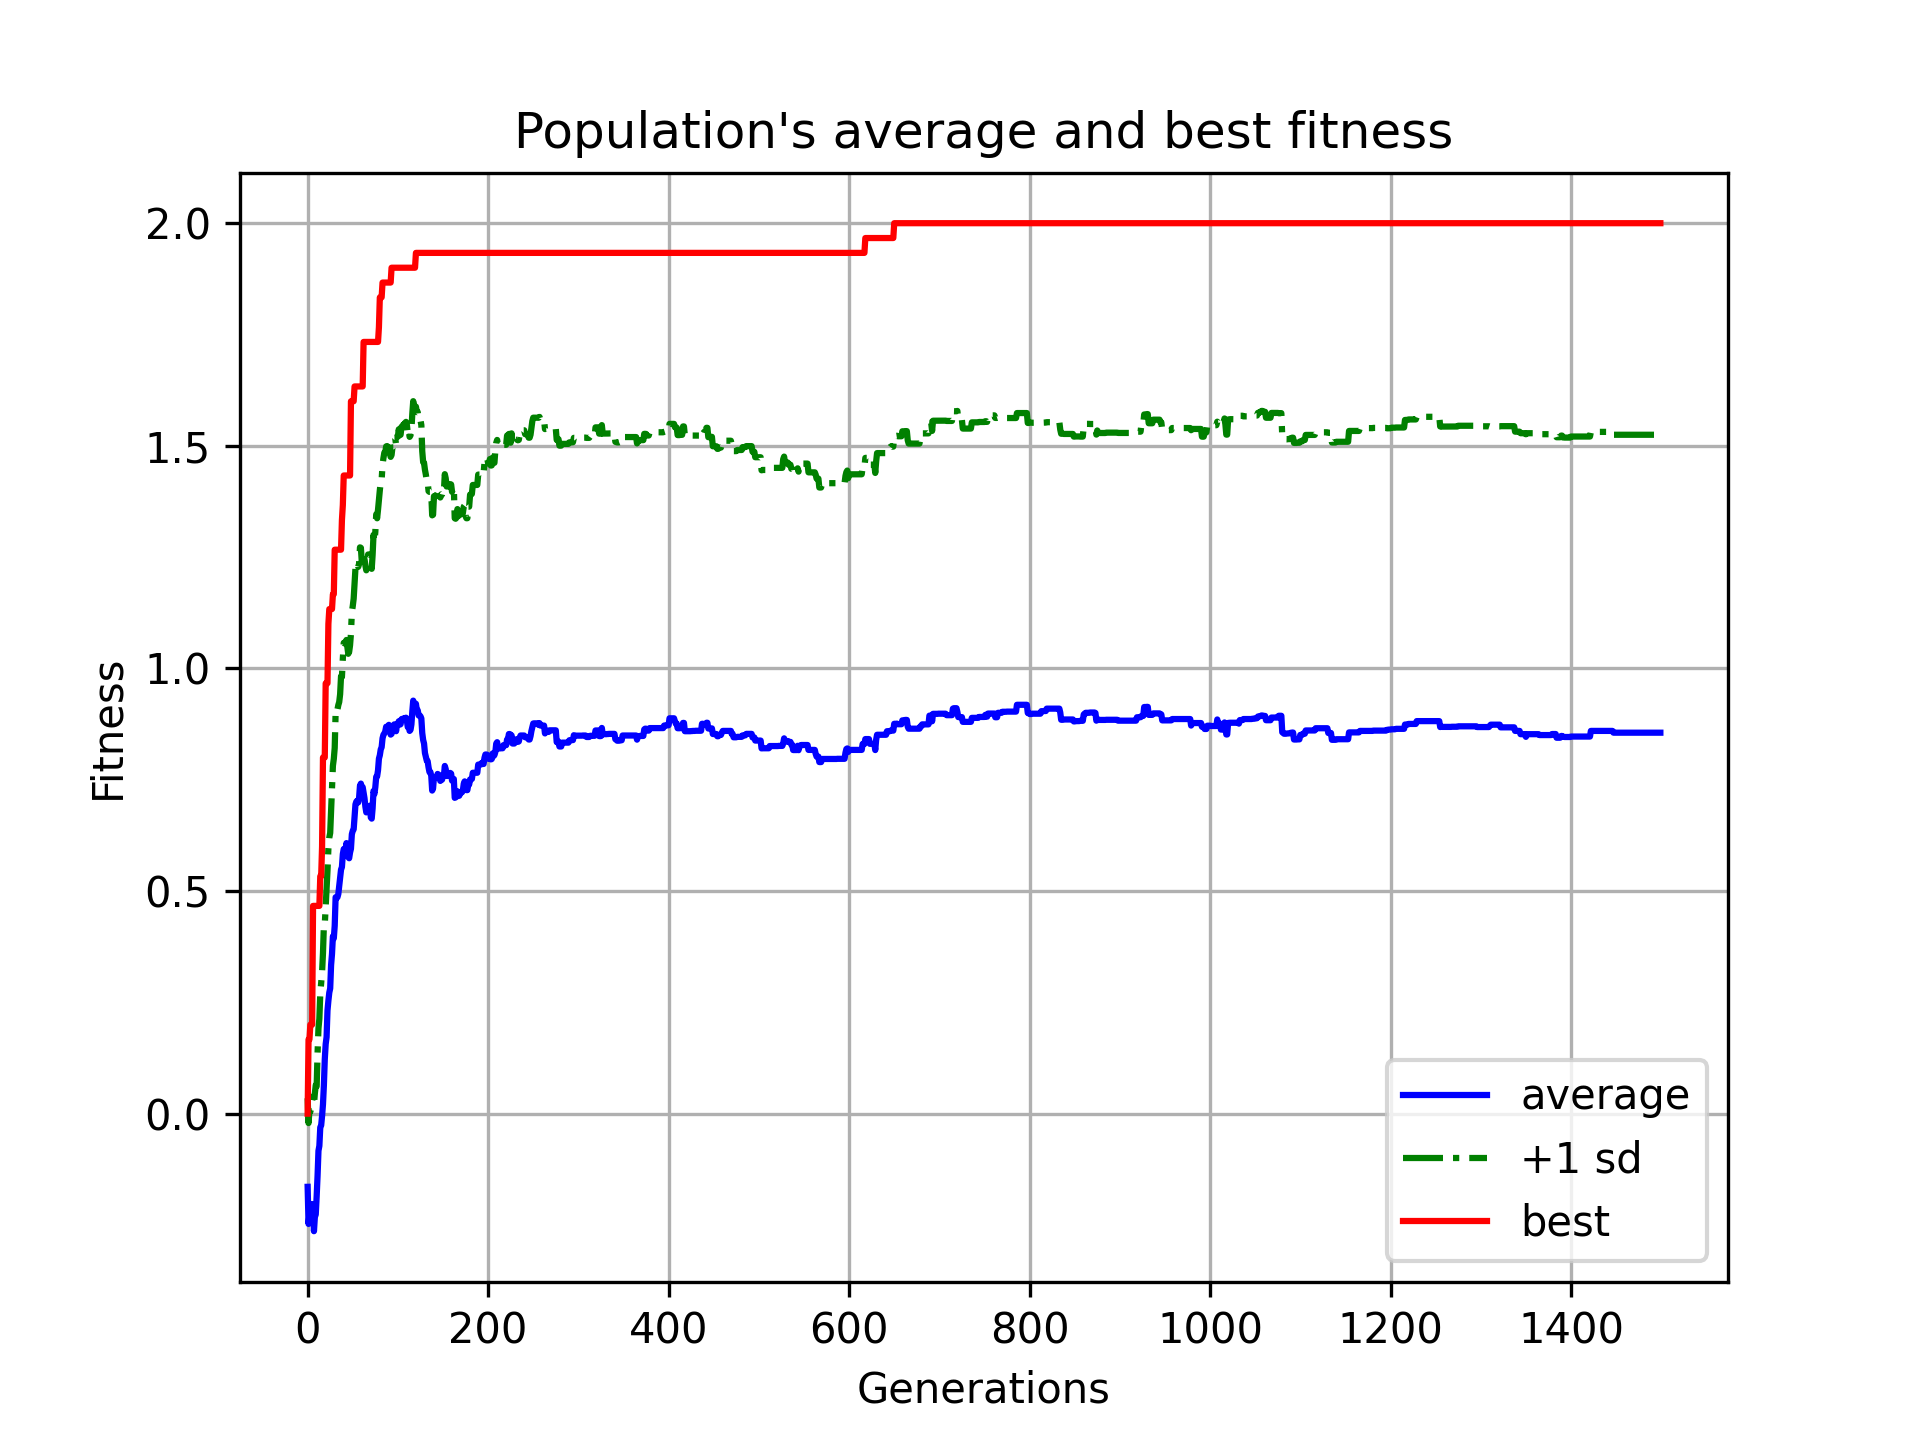 Population's average and best fitness
2.0
1.5
1.0
0.5
0.0
Fitness
0 200 400 600 800 1000 1200 1400
Generations
average
+1 sd
best